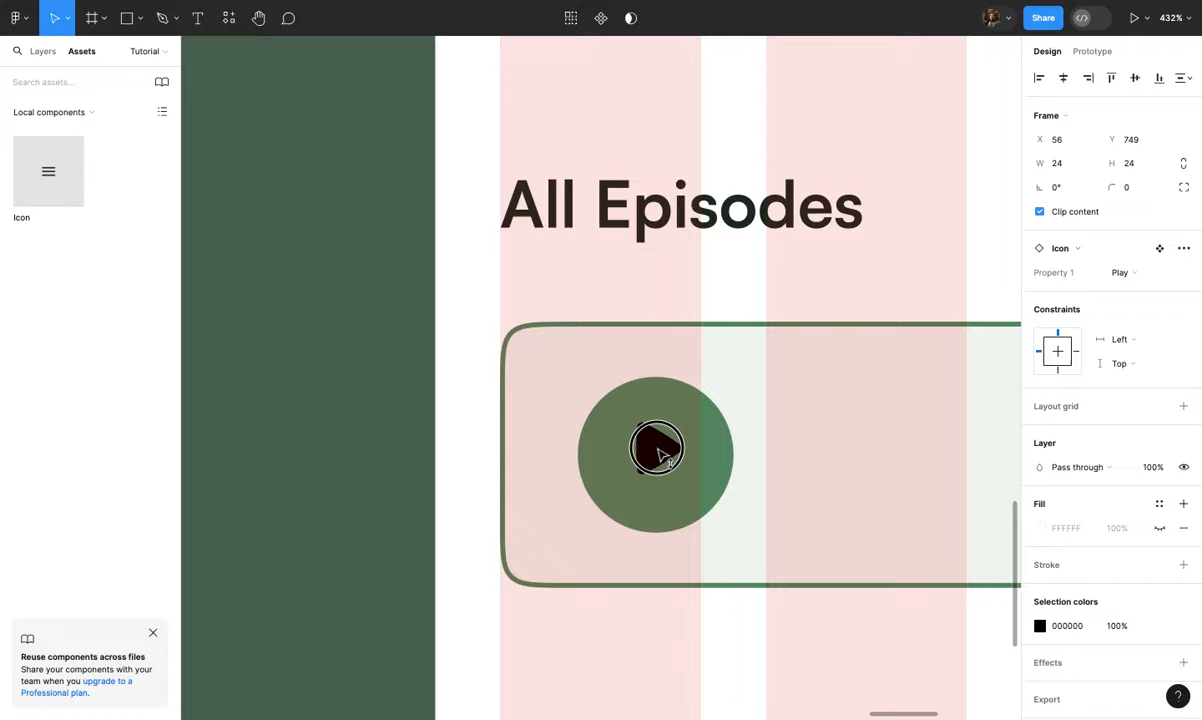 Share
432%
Layers
Assets
Tutorial
Design
Prototype
Search assets...
Local components
Icon
All Episodes
Frame
X 56
Y 749
W 24
H 24
0°
0
Clip content
Icon
Property 1
Play
Constraints
Left
Top
Layout grid
Layer
Pass through
100%
Fill
FFFFFF
100%
Stroke
Selection colors
000000
100%
Effects
Export
Reuse components across files
Share your components with your
team when you upgrade to a
Professional plan.
?